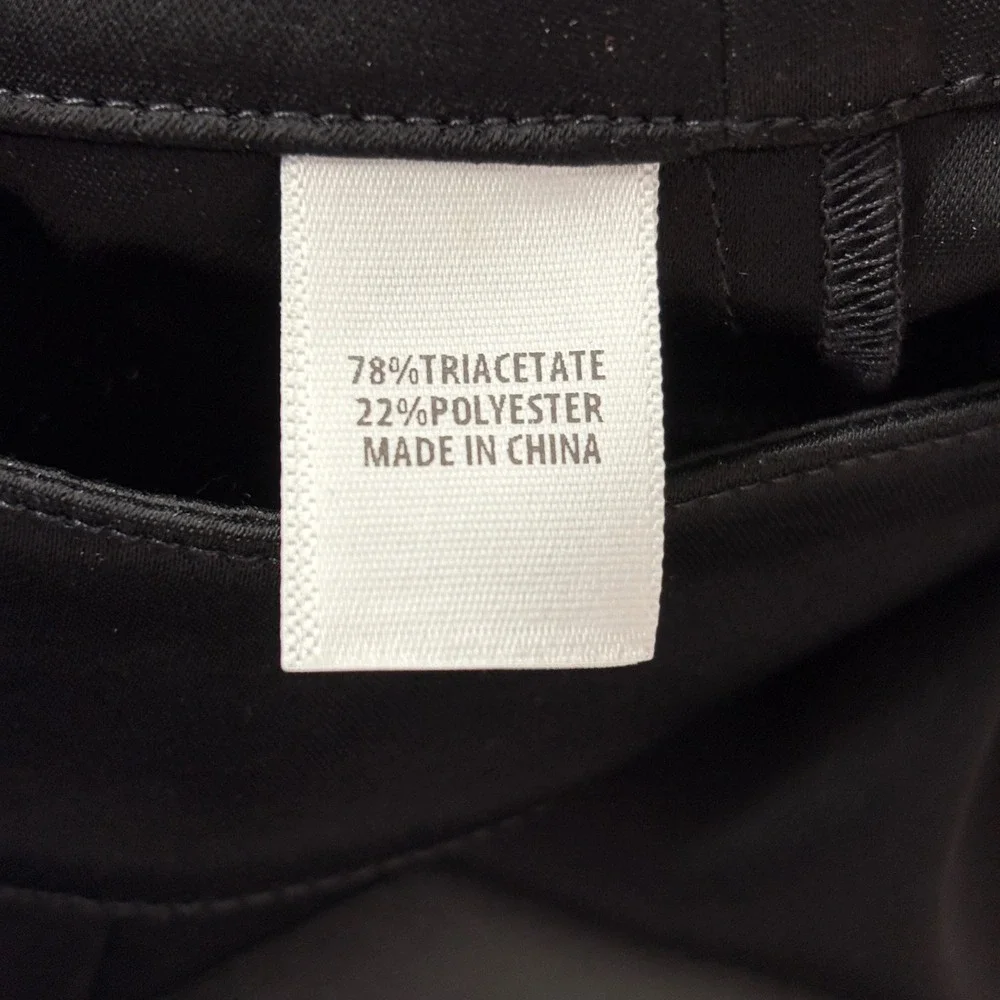 78%TRIACETATE
22%POLYESTER
MADE IN CHINA